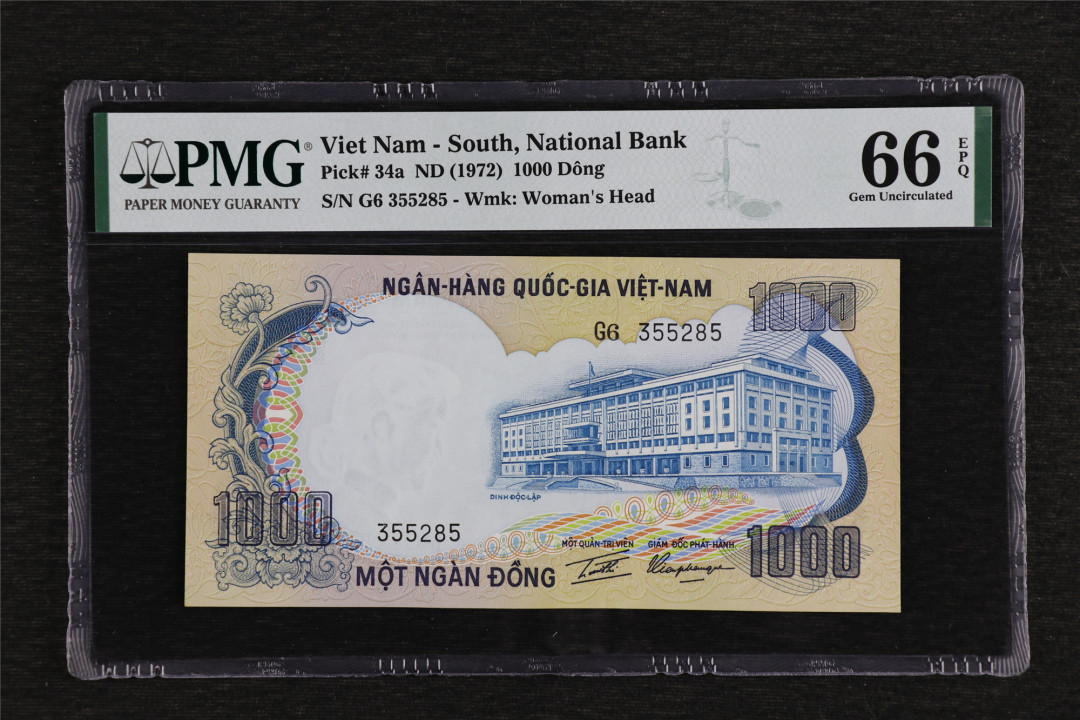 PMG®
PAPER MONEY GUARANTY
Viet Nam - South, National Bank
Pick# 34a ND (1972) 1000 Dông
S/N G6 355285 - Wmk: Woman's Head
66
EPQ
Gem Uncirculated
NGÂN-HÀNG QUỐC-GIA VIỆT-NAM
1000
G6 355285
DINH ĐỘC-LẬP
1000
355285
MỘT QUẢN-TRỊ-VIÊN
GIÁM ĐỐC PHÁT-HÀNH
1000
MỘT NGÀN ĐỒNG